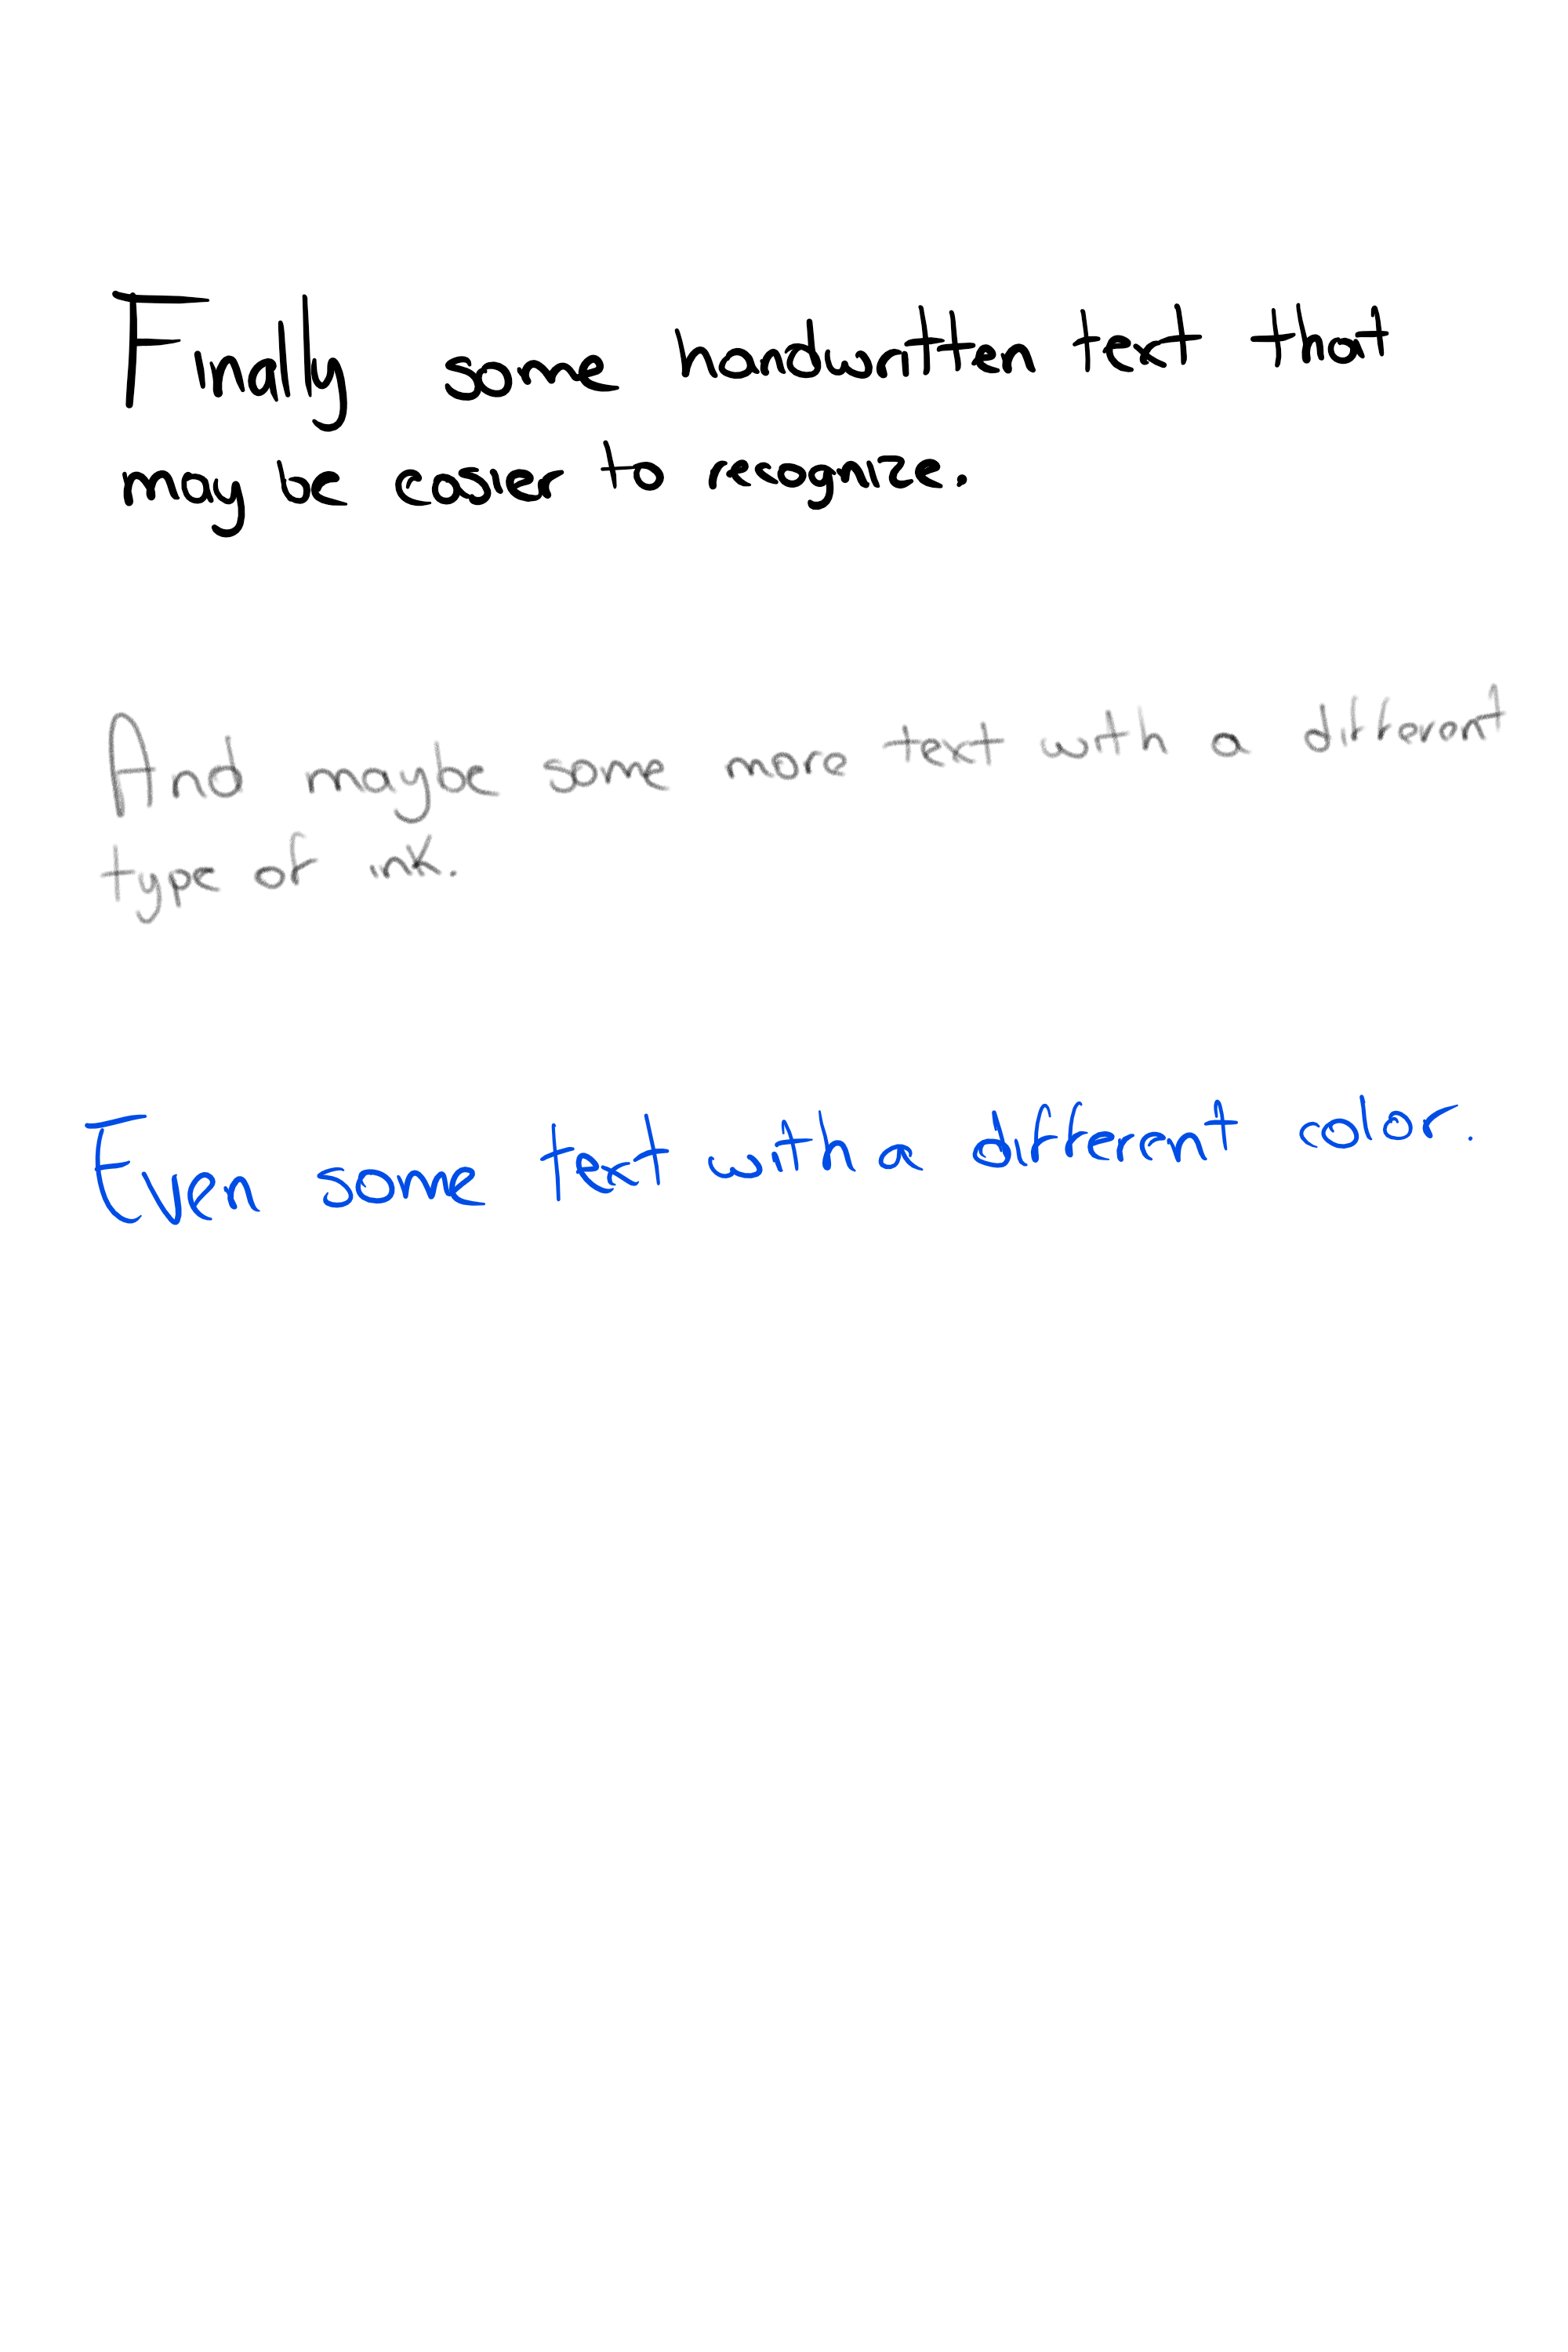 Finally some handwritten text that
may be easier to recognize.
And maybe some more text with a different
type of ink.
Even some text with a different color.